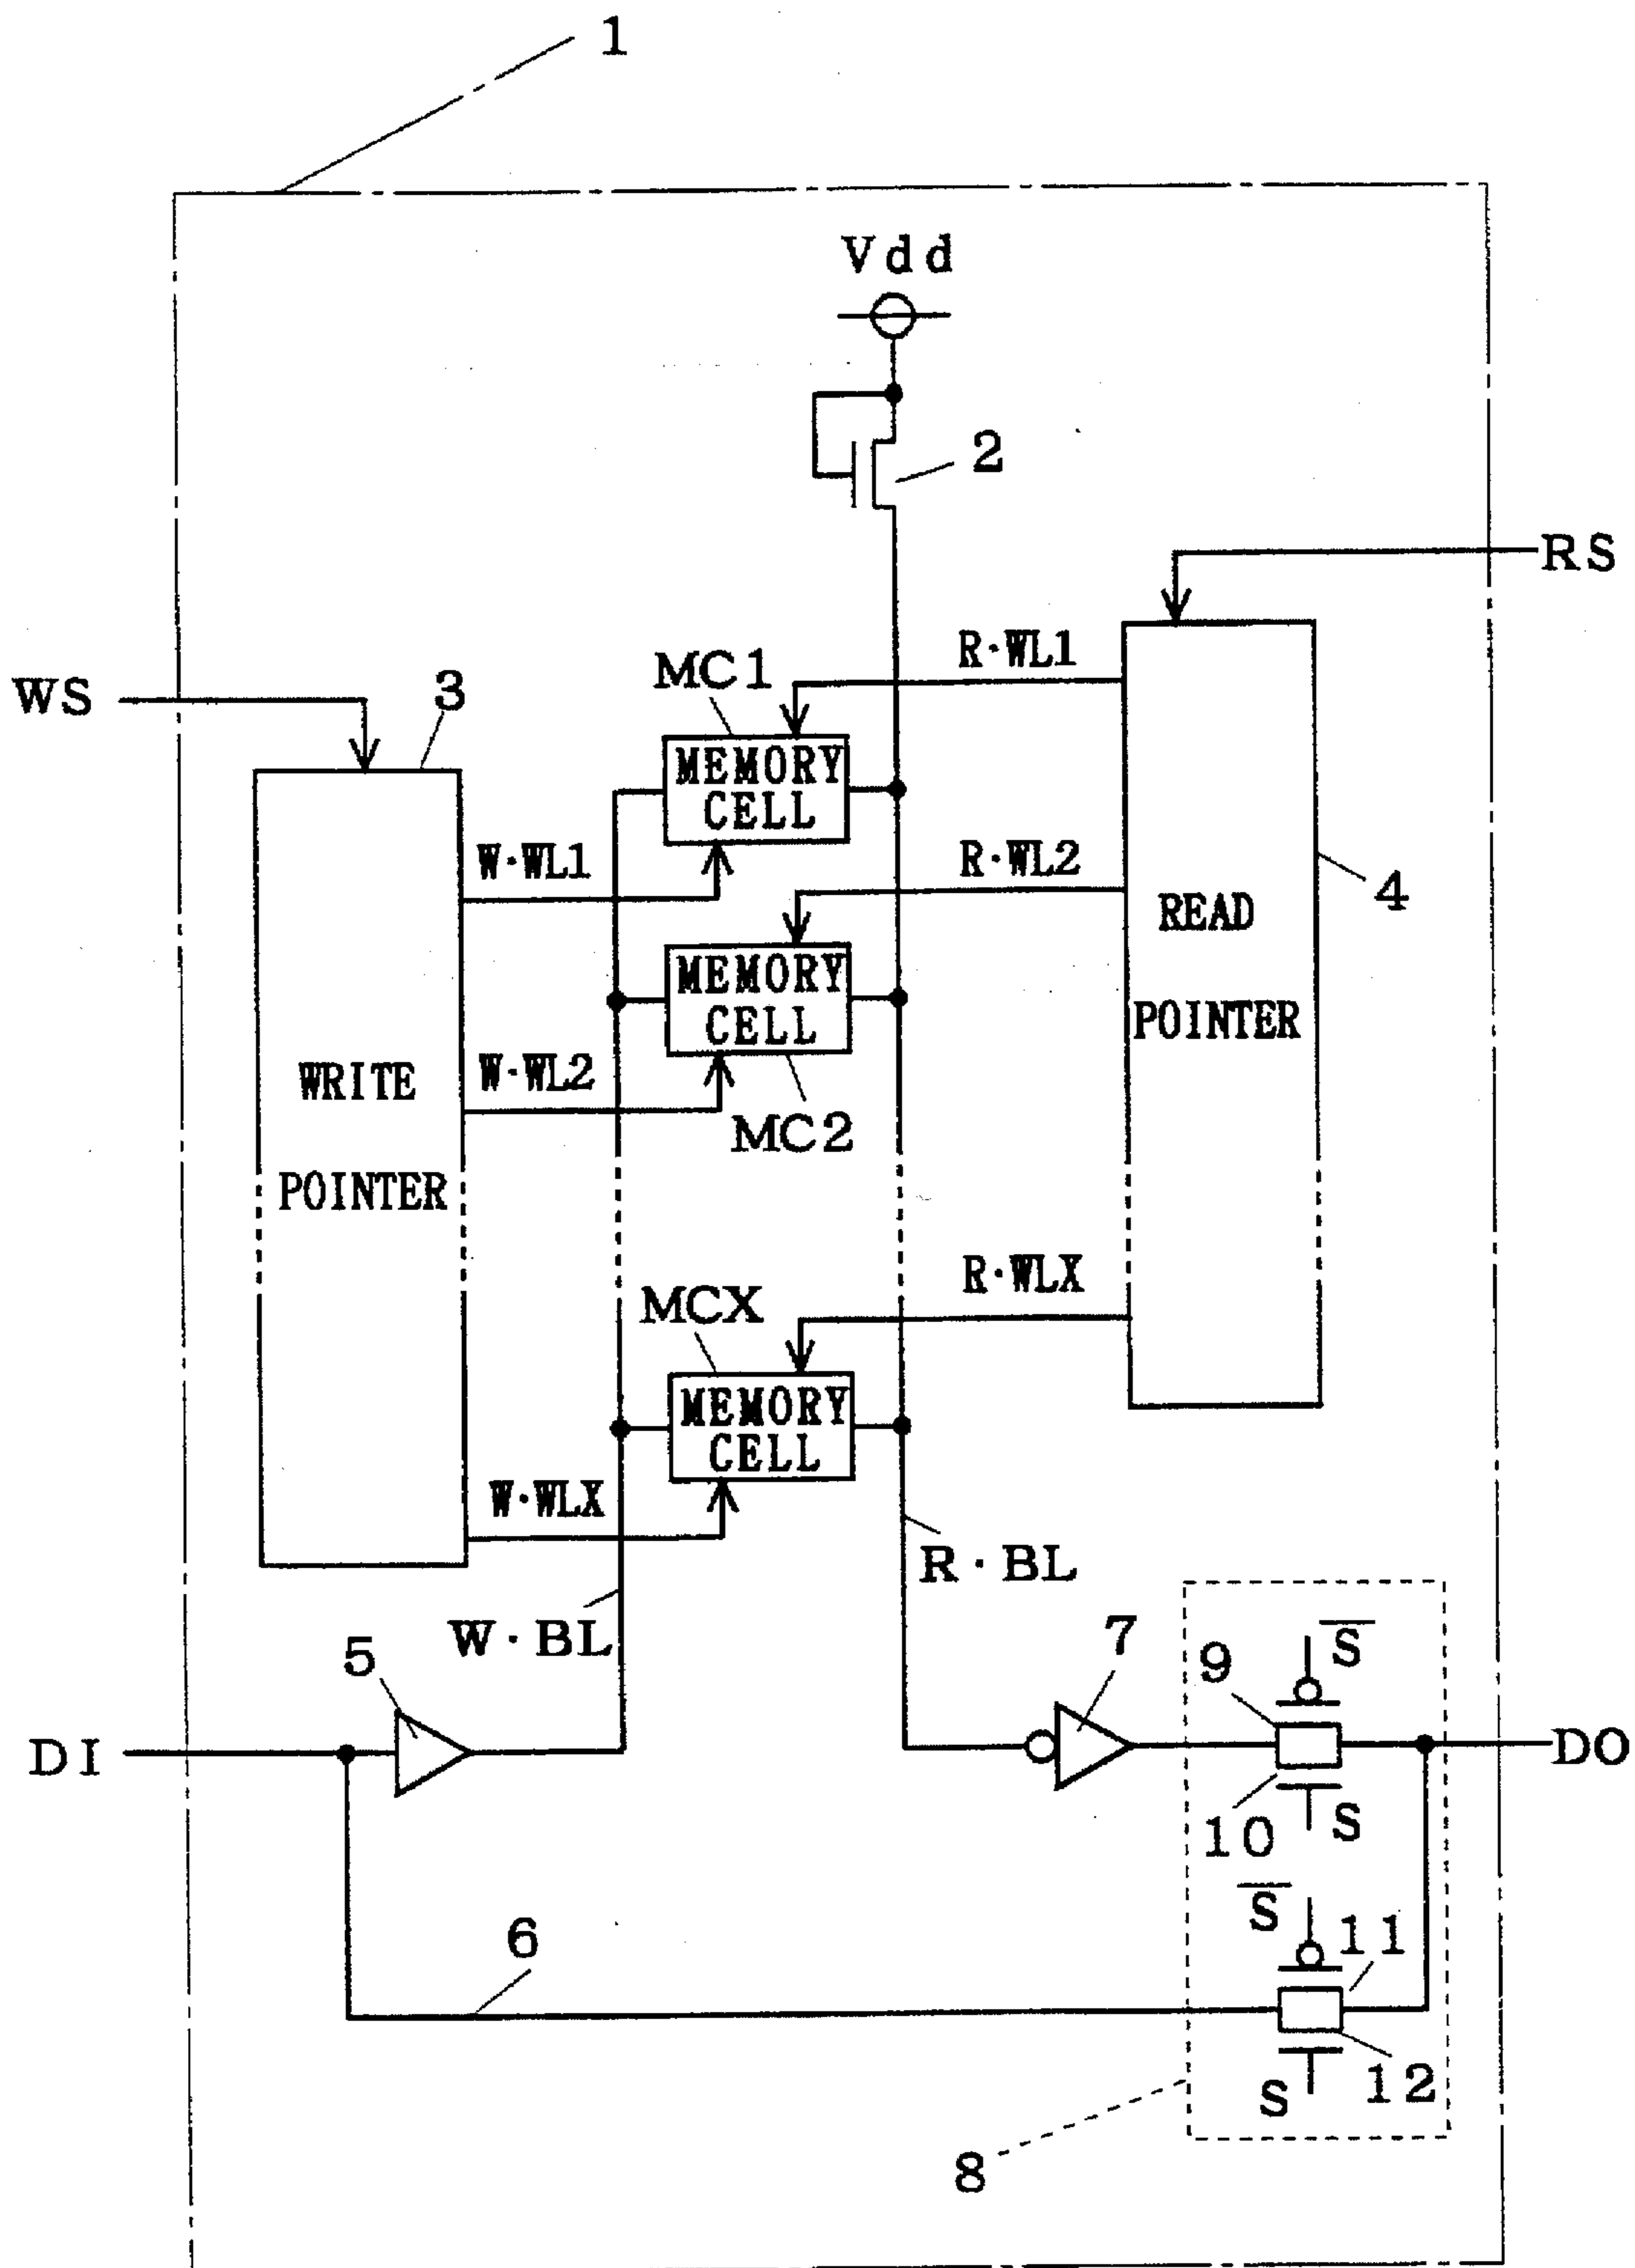 1
Vdd
2
RS
R·WL1
MC1
WS
3
MEMORY
CELL
W·WL1
R·WL2
4
READ
POINTER
MEMORY
CELL
W·WL2
MC2
WRITE
POINTER
R·WLX
MCX
MEMORY
CELL
W·WLX
R·BL
W·BL
5
7
S̅
9
DI
DO
10
S
S̅
11
6
12
S
8